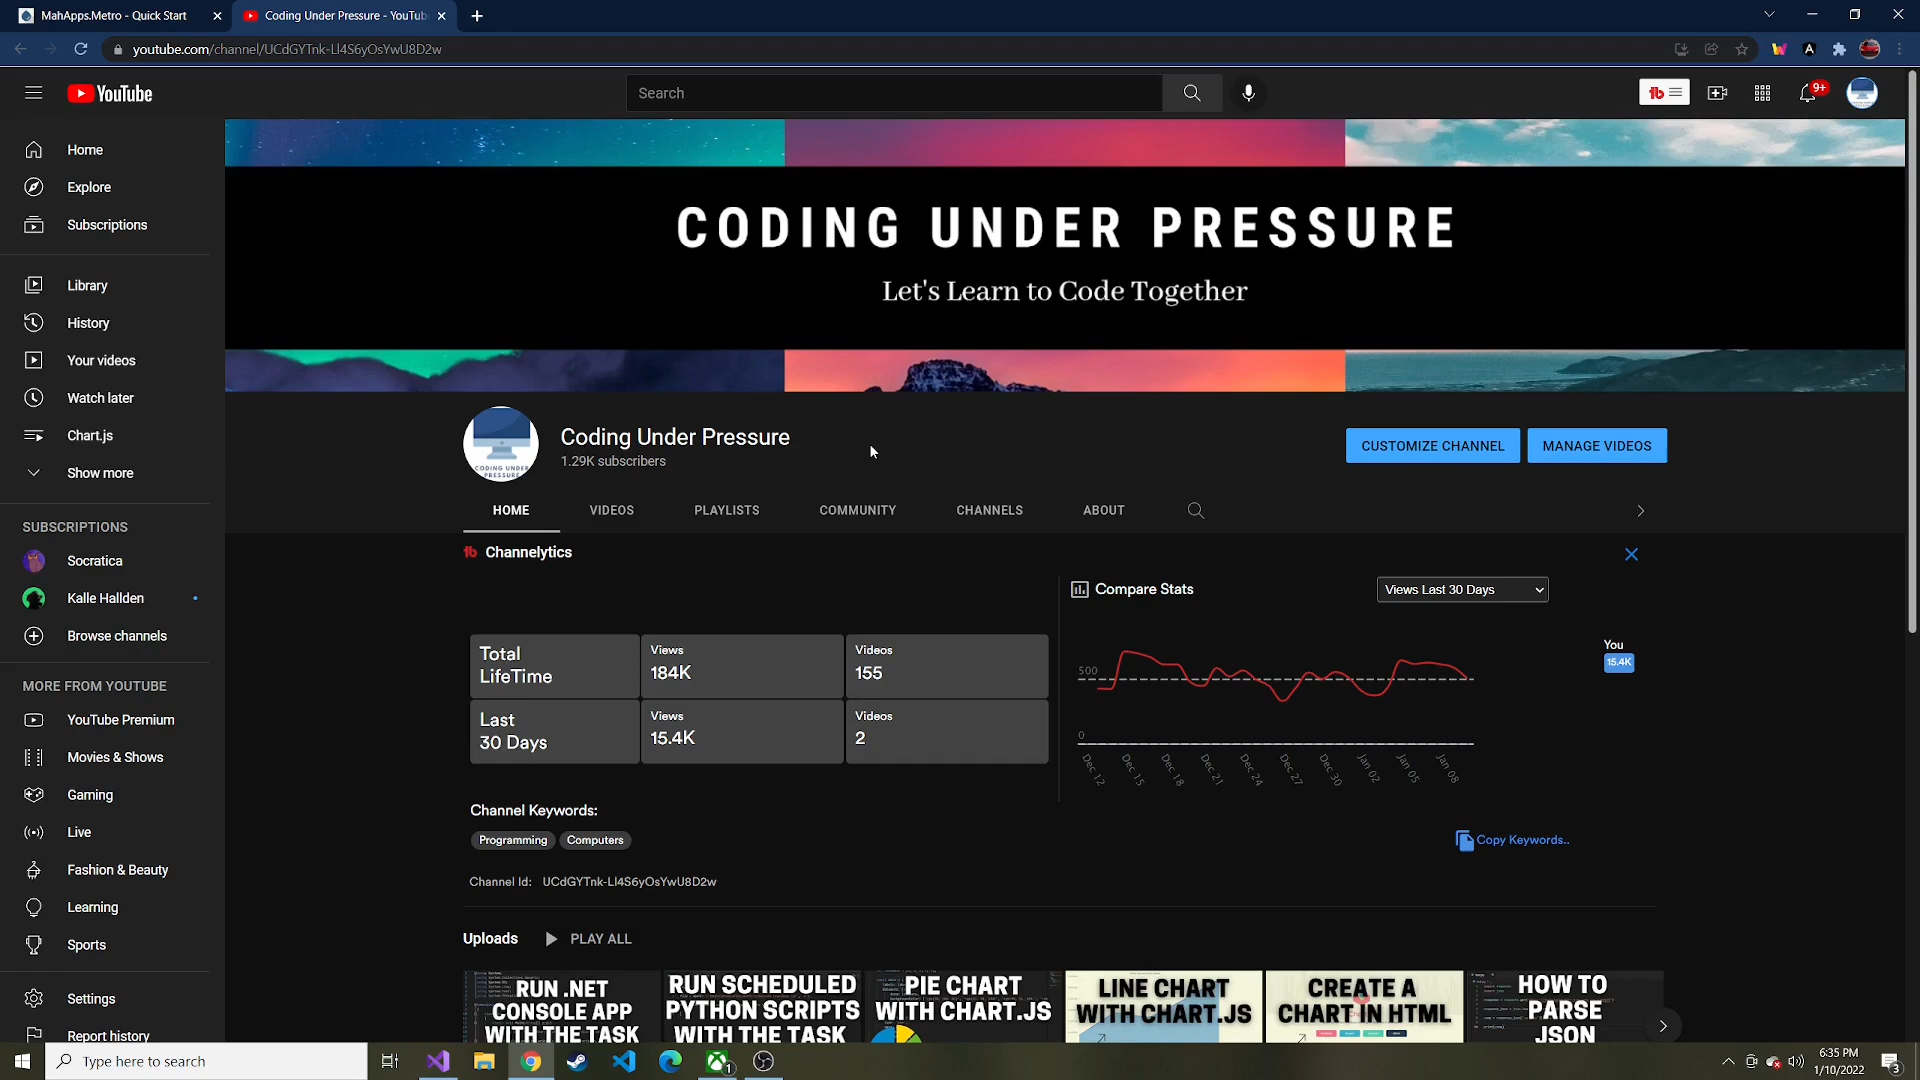 MahApps.Metro - Quick Start
Coding Under Pressure - YouTub
youtube.com/channel/UCdGYTnk-Ll4S6yOsYwU8D2w
YouTube
Search
9+
Home
Explore
Subscriptions
Library
History
Your videos
Watch later
Chart.js
Show more
SUBSCRIPTIONS
Socratica
Kalle Hallden
Browse channels
MORE FROM YOUTUBE
YouTube Premium
Movies & Shows
Gaming
Live
Fashion & Beauty
Learning
Sports
Settings
Report history
CODING UNDER PRESSURE
Let's Learn to Code Together
CODING UNDER
PRESSURE
Coding Under Pressure
1.29K subscribers
CUSTOMIZE CHANNEL
MANAGE VIDEOS
HOME VIDEOS PLAYLISTS COMMUNITY CHANNELS ABOUT
Channelytics
Total LifeTime
Views 184K
Videos 155
Last 30 Days
Views 15.4K
Videos 2
Compare Stats
Views Last 30 Days
500
0
Dec 12 Dec 15 Dec 18 Dec 21 Dec 24 Dec 27 Dec 30 Jan 02 Jan 05 Jan 08
You
15.4K
Channel Keywords:
Programming Computers
Copy Keywords..
Channel Id: UCdGYTnk-Ll4S6yOsYwU8D2w
Uploads PLAY ALL
RUN .NET
CONSOLE APP
WITH THE TASK
RUN SCHEDULED
PYTHON SCRIPTS
WITH THE TASK
PIE CHART
WITH CHART.JS
LINE CHART
WITH CHART.JS
CREATE A
CHART IN HTML
HOW TO
PARSE
JSON
Type here to search
1
6:35 PM
1/10/2022
3